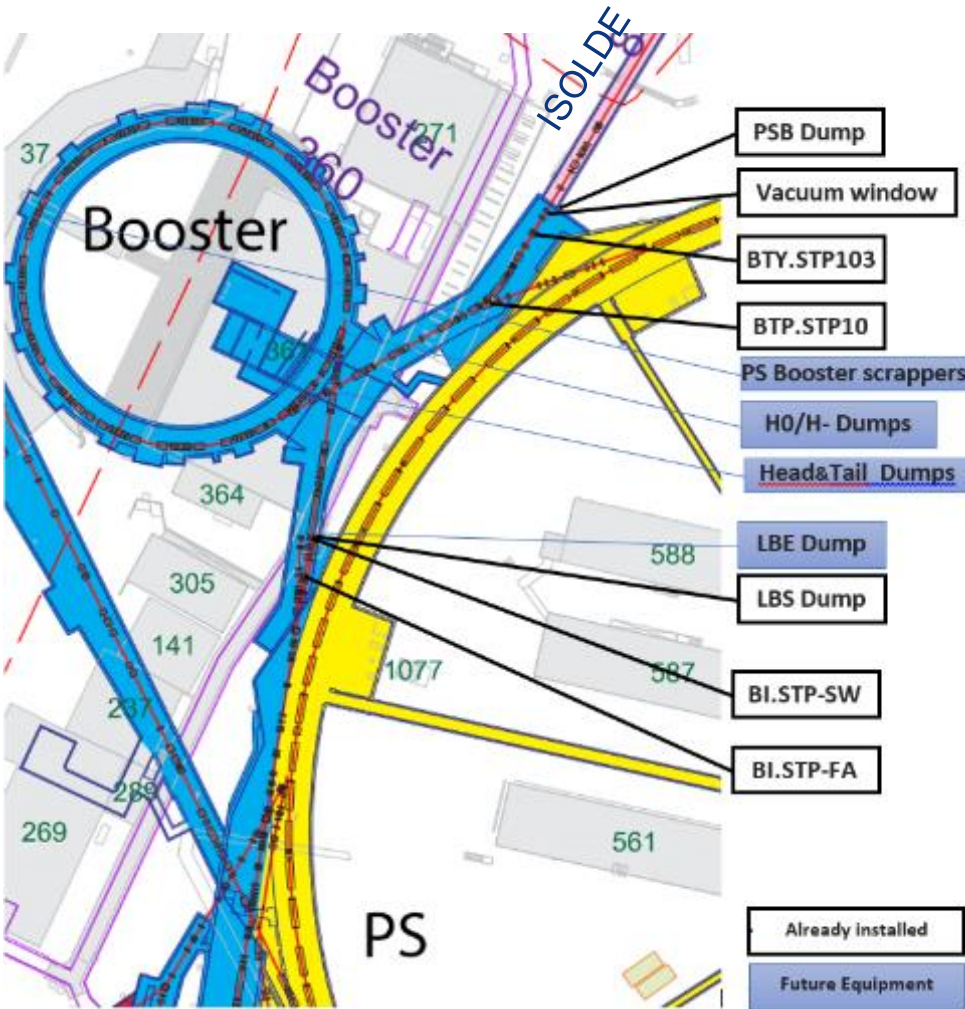 ISOLDE
Booster
360
271
37
Booster
361
364
305
141
237
289
269
1077
588
587
561
PS
PSB Dump
Vacuum window
BTY.STP103
BTP.STP10
PS Booster scrappers
H0/H- Dumps
Head&Tail Dumps
LBE Dump
LBS Dump
BI.STP-SW
BI.STP-FA
Already installed
Future Equipment